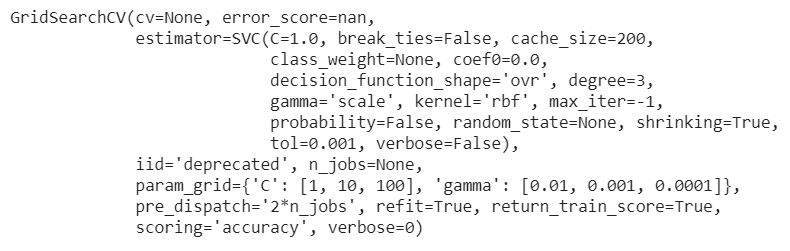 GridSearchCV(cv=None, error_score=nan,
             estimator=SVC(C=1.0, break_ties=False, cache_size=200,
                           class_weight=None, coef0=0.0,
                           decision_function_shape='ovr', degree=3,
                           gamma='scale', kernel='rbf', max_iter=-1,
                           probability=False, random_state=None, shrinking=True,
                           tol=0.001, verbose=False),
             iid='deprecated', n_jobs=None,
             param_grid={'C': [1, 10, 100], 'gamma': [0.01, 0.001, 0.0001]},
             pre_dispatch='2*n_jobs', refit=True, return_train_score=True,
             scoring='accuracy', verbose=0)